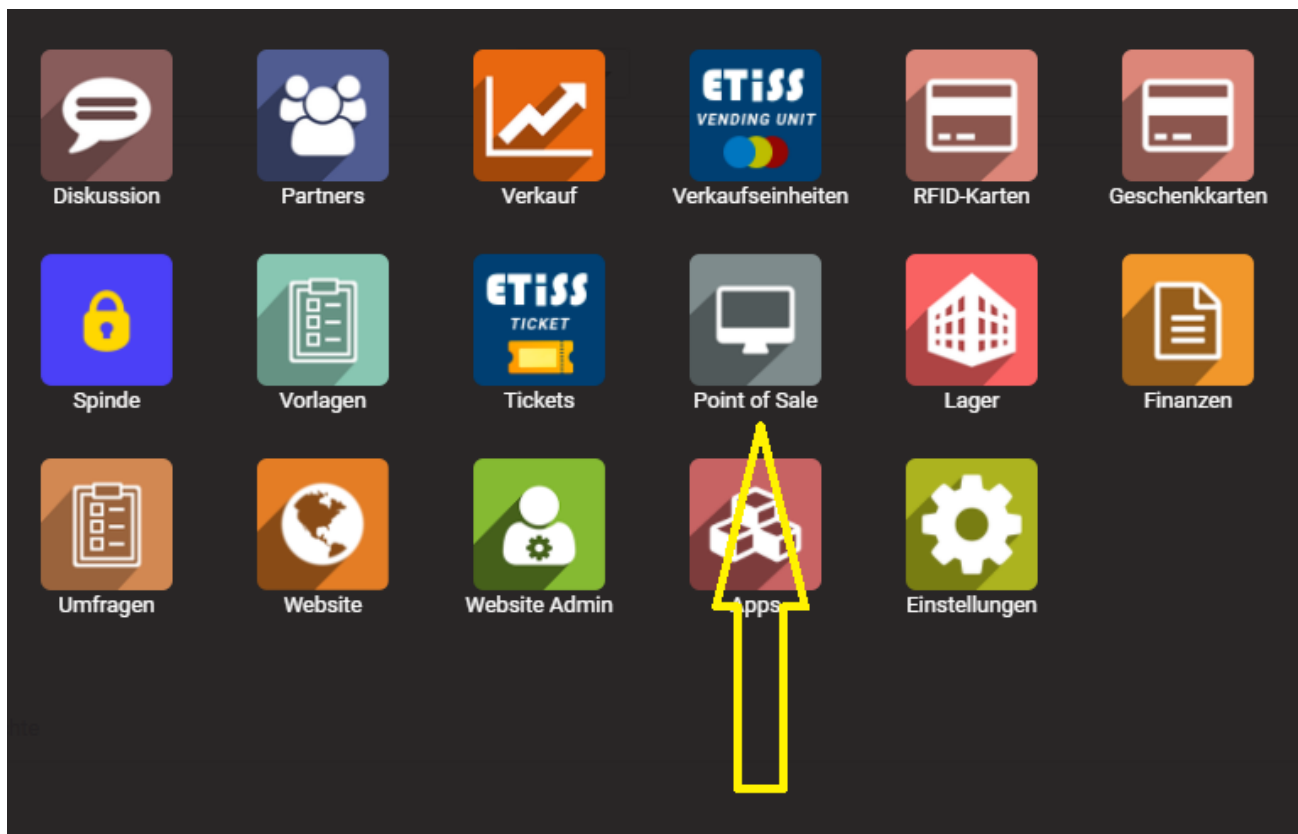 ETiSS
VENDING UNIT
Diskussion
Partners
Verkauf
Verkaufseinheiten
RFID-Karten
Geschenkkarten
ETiSS
TICKET
Spinde
Vorlagen
Tickets
Point of Sale
Lager
Finanzen
Umfragen
Website
Website Admin
Apps
Einstellungen